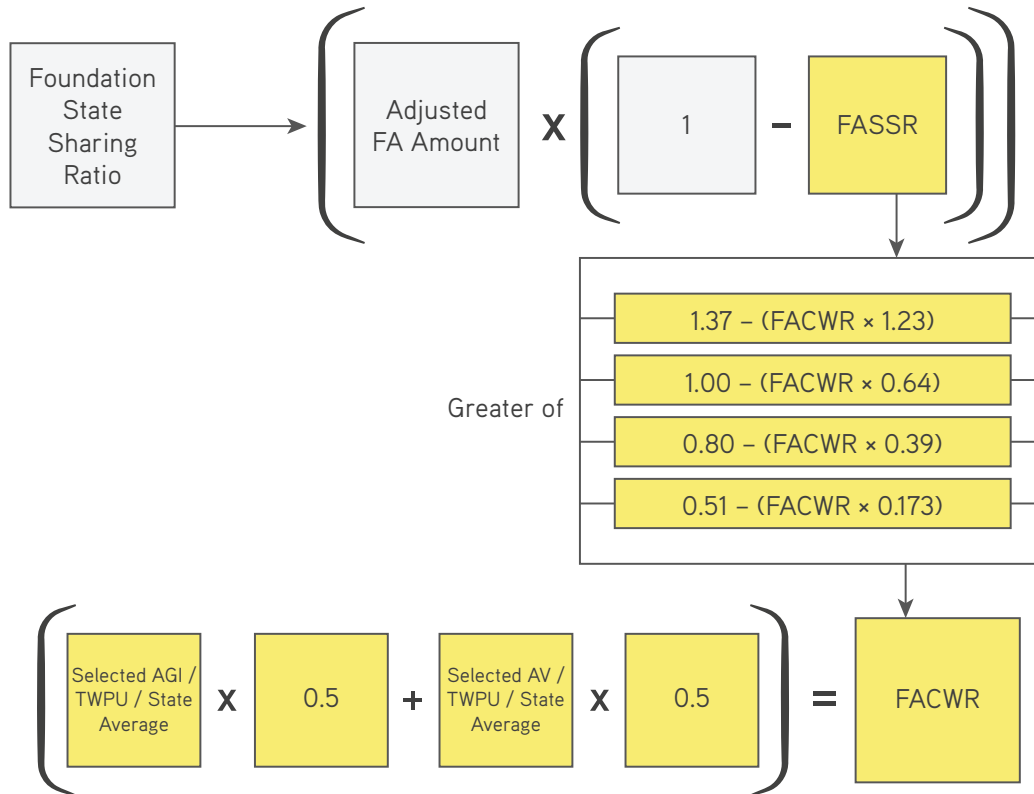 Foundation
State
Sharing
Ratio
Adjusted
FA Amount
X
1
–
FASSR
Greater of
1.37 – (FACWR × 1.23)
1.00 – (FACWR × 0.64)
0.80 – (FACWR × 0.39)
0.51 – (FACWR × 0.173)
Selected AGI /
TWPU / State
Average
X
0.5
+
Selected AV /
TWPU / State
Average
X
0.5
=
FACWR